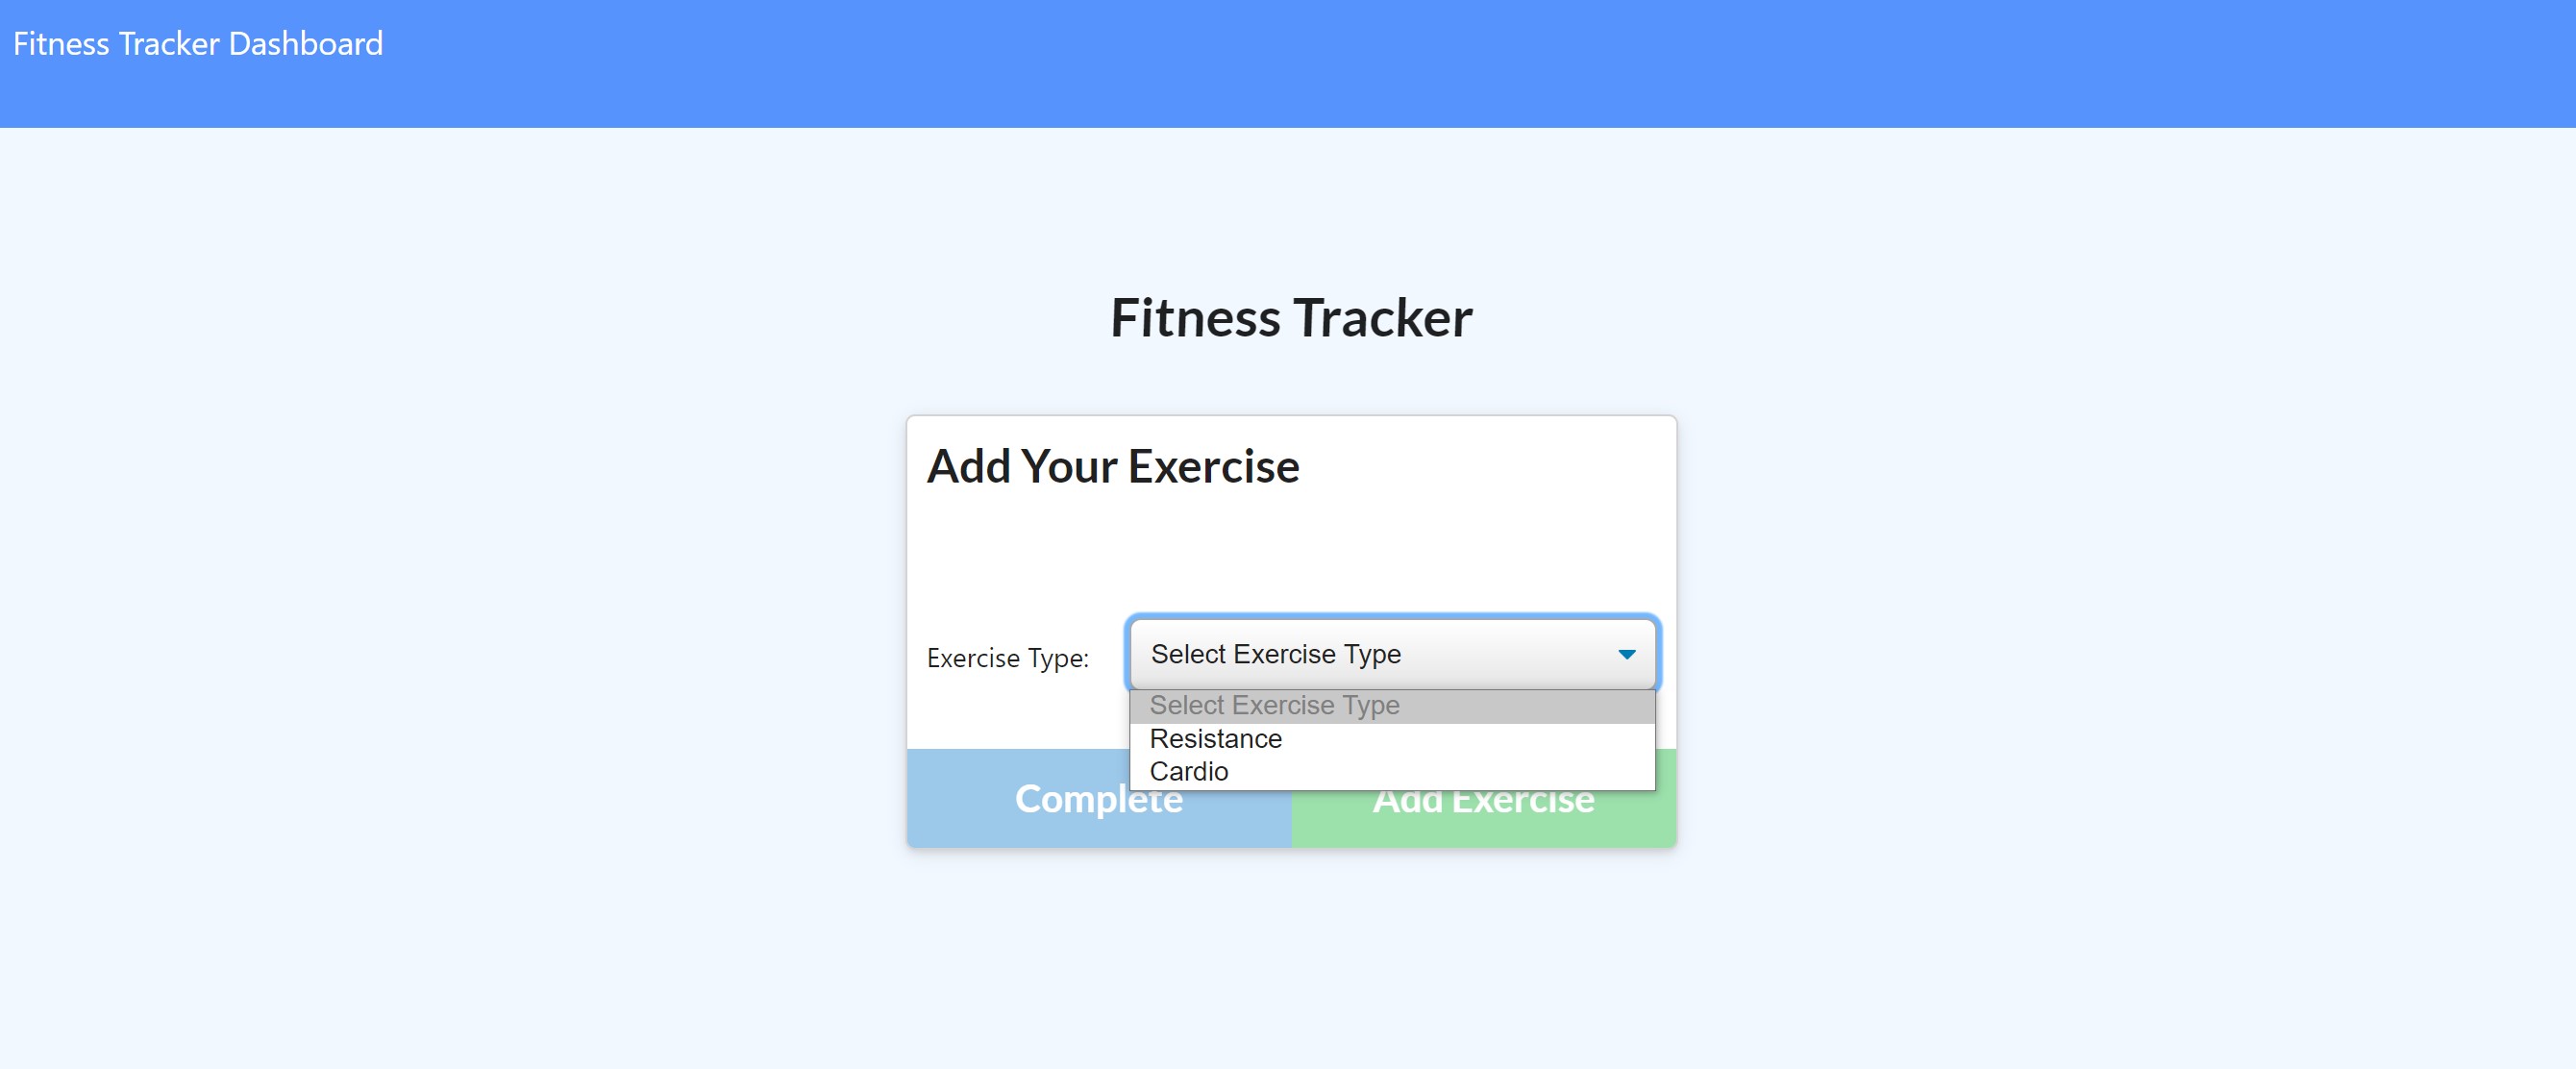 Fitness Tracker Dashboard
Fitness Tracker
Add Your Exercise
Exercise Type: Select Exercise Type
Select Exercise Type
Resistance
Cardio
Complete Add Exercise